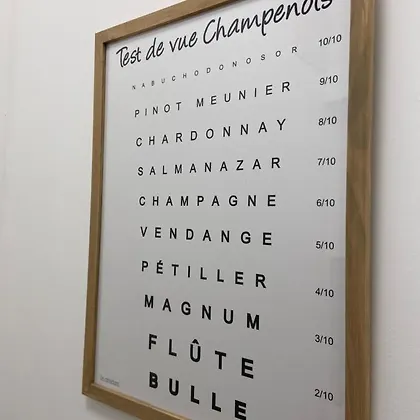 Test de vue Champenois
NABUCHODONOSOR 10/10
PINOT MEUNIER 9/10
CHARDONNAY 8/10
SALMANAZAR 7/10
CHAMPAGNE 6/10
VENDANGE 5/10
PÉTILLER 4/10
MAGNUM 3/10
FLÛTE 2/10
BULLE